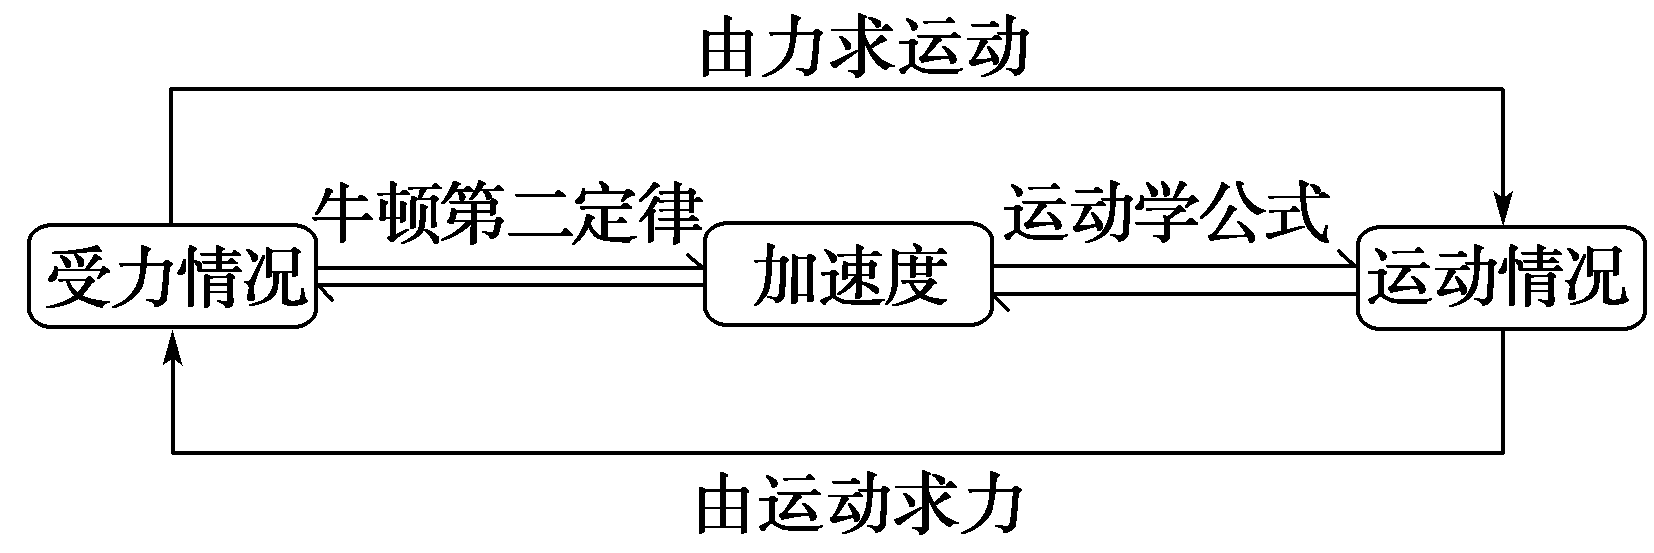 由力求运动
牛顿第二定律
运动学公式
受力情况
加速度
运动情况
由运动求力